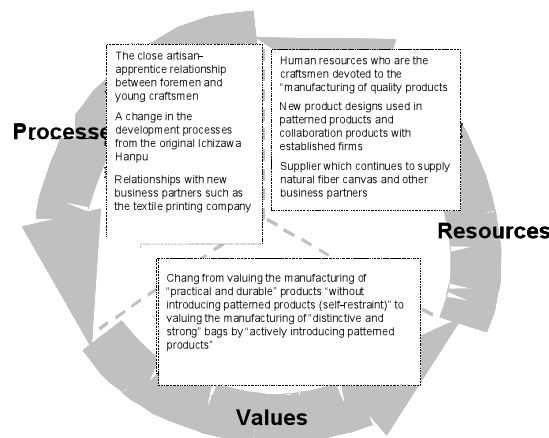 The close artisan-
apprentice relationship
between foremen and
young craftsmen
A change in the
development processes
from the original Ichizawa
Hanpu
Relationships with new
business partners such as
the textile printing company
Human resources who are the
craftsmen devoted to the
"manufacturing of quality products
New product designs used in
patterned products and
collaboration products with
established firms
Supplier which continues to supply
natural fiber canvas and other
business partners
Processe
Resources
Chang from valuing the manufacturing of
"practical and durable" products "without
introducing patterned products (self-restraint)" to
valuing the manufacturing of "distinctive and
strong" bags by "actively introducing patterned
products"
Values